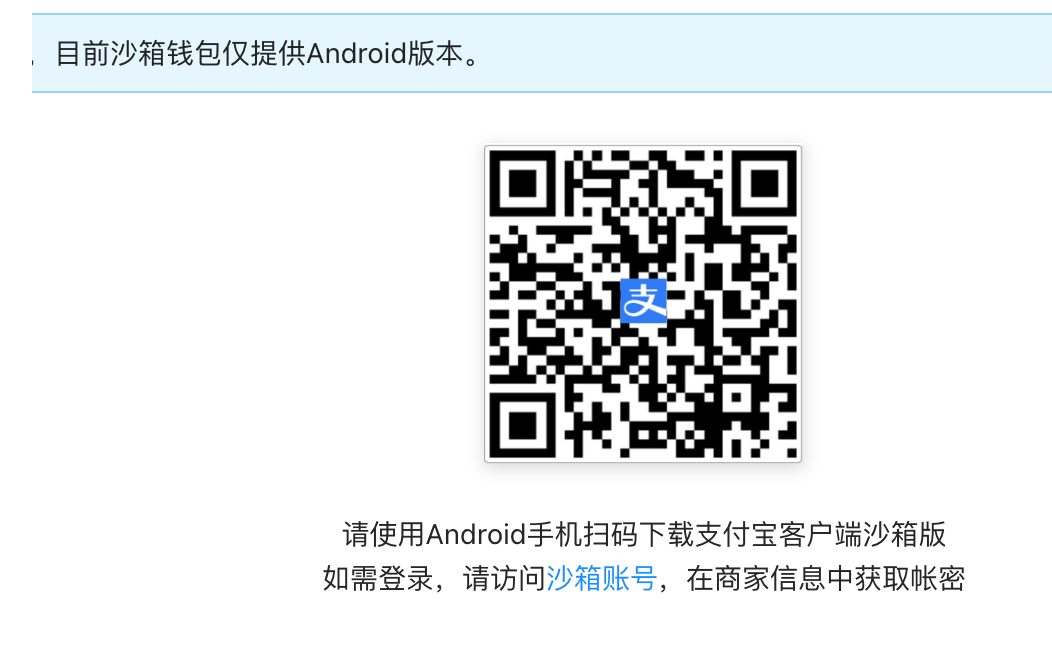 。目前沙箱钱包仅提供Android版本。
支
请使用Android手机扫码下载支付宝客户端沙箱版
如需登录，请访问沙箱账号，在商家信息中获取帐密